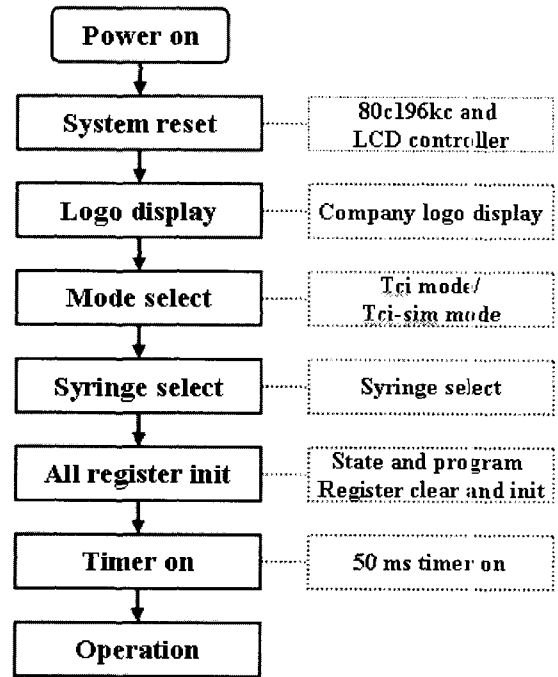 Power on
System reset
80c196kc and
LCD controller
Logo display
Company logo display
Mode select
Tci mode/
Tci-sim mode
Syringe select
Syringe select
All register init
State and program
Register clear and init
Timer on
50 ms timer on
Operation